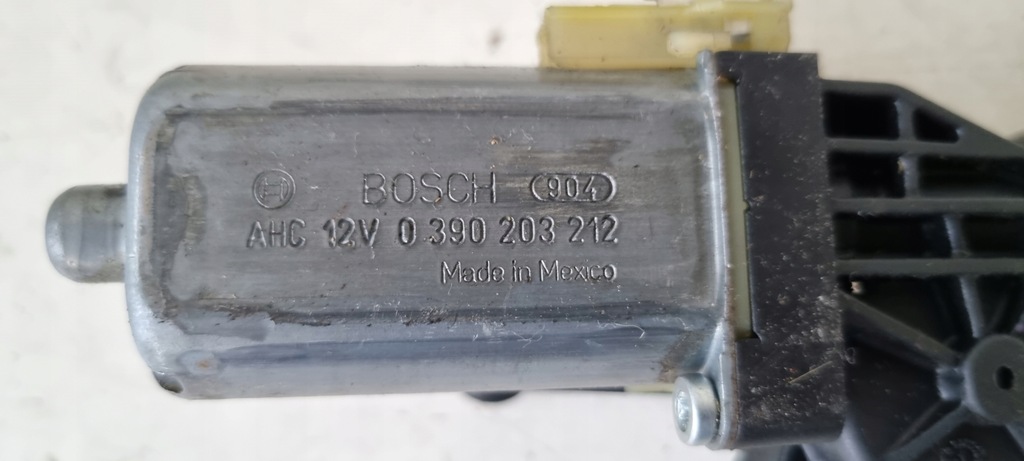 BOSCH 904
AHC 12V 0 390 203 212
Made in Mexico